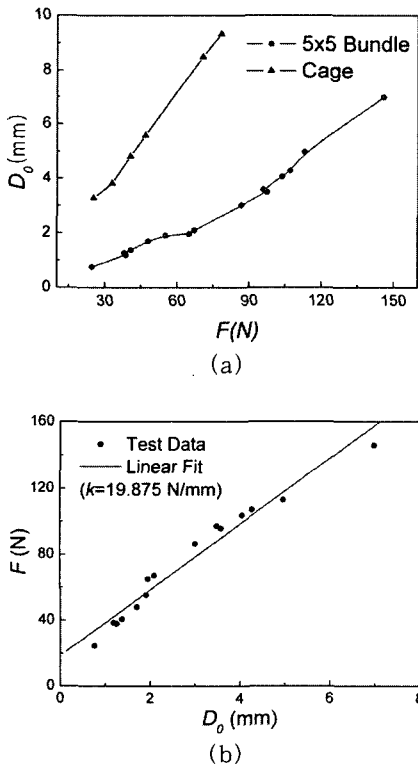 10
8
6
4
2
0
D₀ (mm)
5x5 Bundle
Cage
30 60 90 120 150
F(N)
(a)
160
120
80
40
0
F (N)
Test Data
Linear Fit
(k=19.875 N/mm)
0 2 4 6 8
D₀ (mm)
(b)